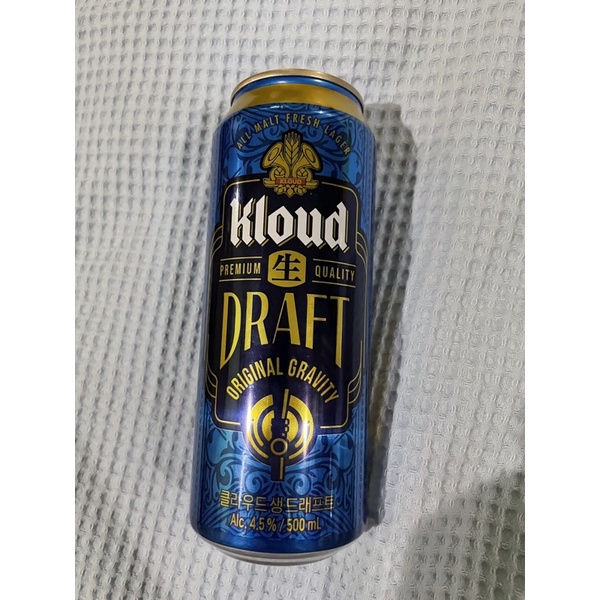 ALL MALT FRESH LAGER
KLOUD
Kloud
PREMIUM 生 QUALITY
DRAFT
ORIGINAL GRAVITY
클라우드 생 드래프트
Alc. 4.5% / 500 mL